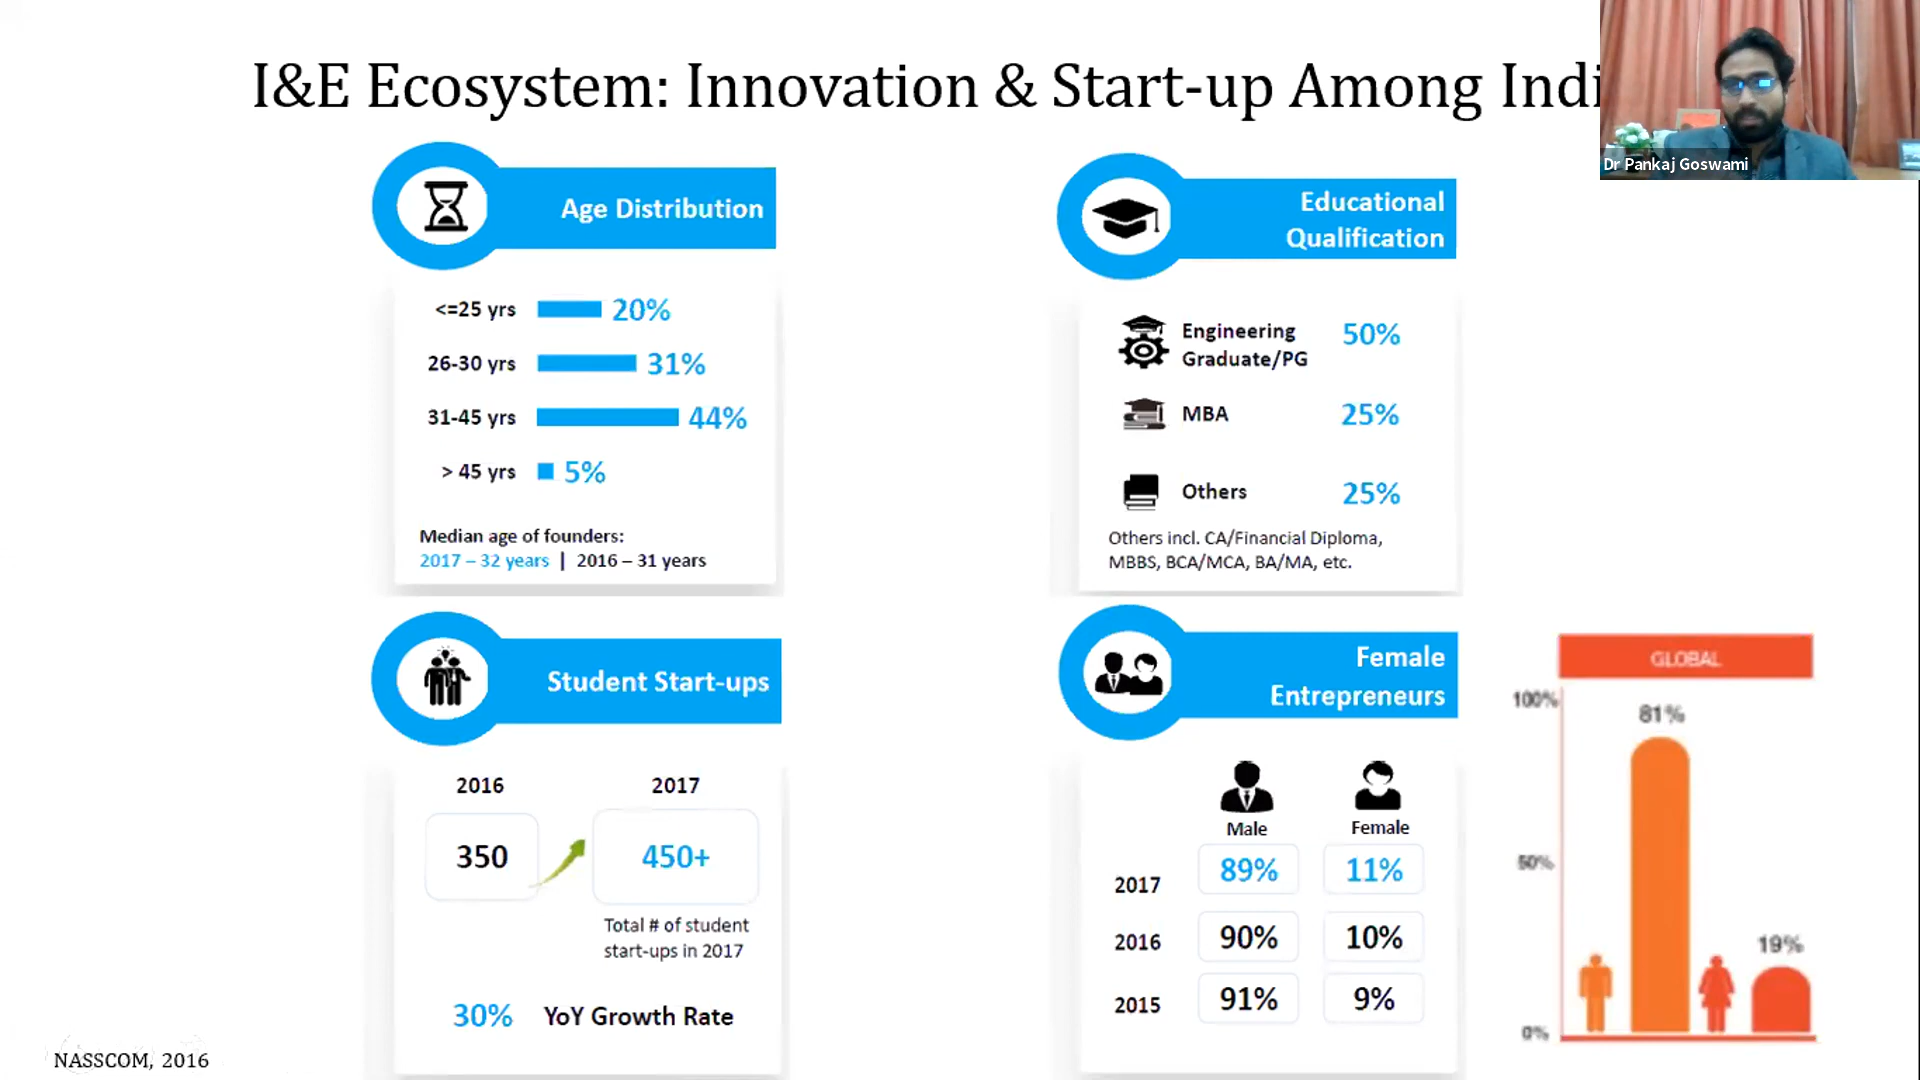 I&E Ecosystem: Innovation & Start-up Among Indi
Dr Pankaj Goswami
Age Distribution
<=25 yrs 20%
26-30 yrs 31%
31-45 yrs 44%
> 45 yrs 5%
Median age of founders:
2017 – 32 years | 2016 – 31 years
Educational
Qualification
Engineering
Graduate/PG 50%
MBA 25%
Others 25%
Others incl. CA/Financial Diploma,
MBBS, BCA/MCA, BA/MA, etc.
Student Start-ups
2016 2017
350 450+
Total # of student
start-ups in 2017
30% YoY Growth Rate
Female
Entrepreneurs
Male Female
2017 89% 11%
2016 90% 10%
2015 91% 9%
GLOBAL
100%
81%
50%
19%
0%
NASSCOM, 2016